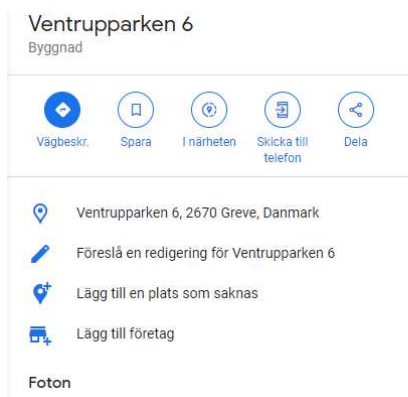 Ventrupparken 6
Byggnad
Vägbeskr.
Spara
I närheten
Skicka till
telefon
Dela
Ventrupparken 6, 2670 Greve, Danmark
Föreslå en redigering för Ventrupparken 6
Lägg till en plats som saknas
Lägg till företag
Foton